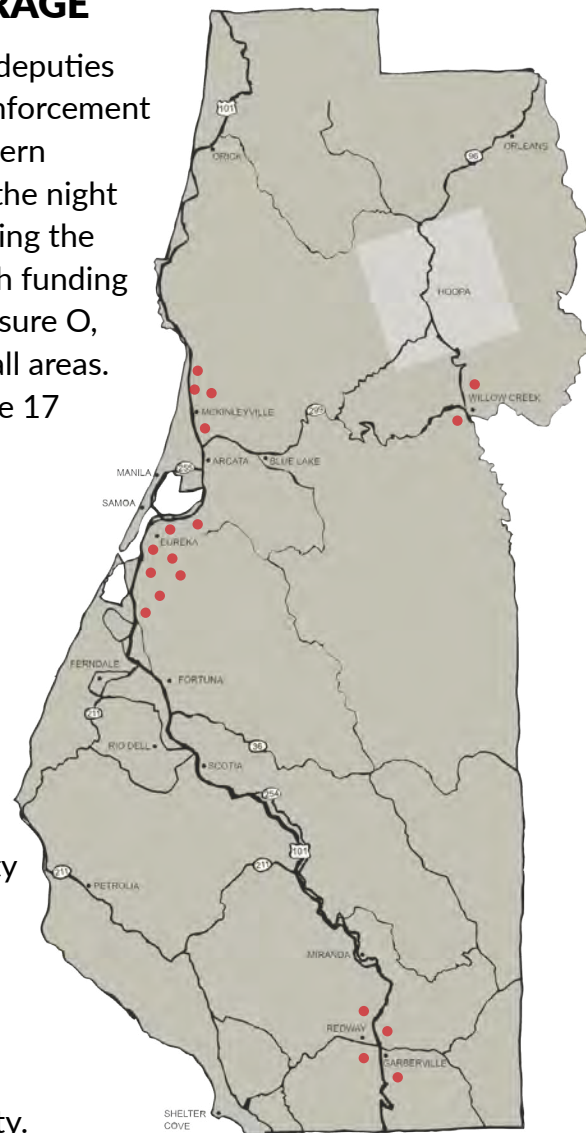 RAGE
deputies
nforcement
ern
the night
ing the
h funding
sure O,
all areas.
e 17
ty
ty.
101
ORICK
ORLEANS
96
HOOPA
WILLOW CREEK
299
MCKINLEYVILLE
ARCATA
BLUE LAKE
MANILA
255
SAMOA
EUREKA
FERNDALE
FORTUNA
211
RIO DELL
36
SCOTIA
254
101
211
211
PETROLIA
MIRANDA
REDWAY
GARBERVILLE
SHELTER
COVE